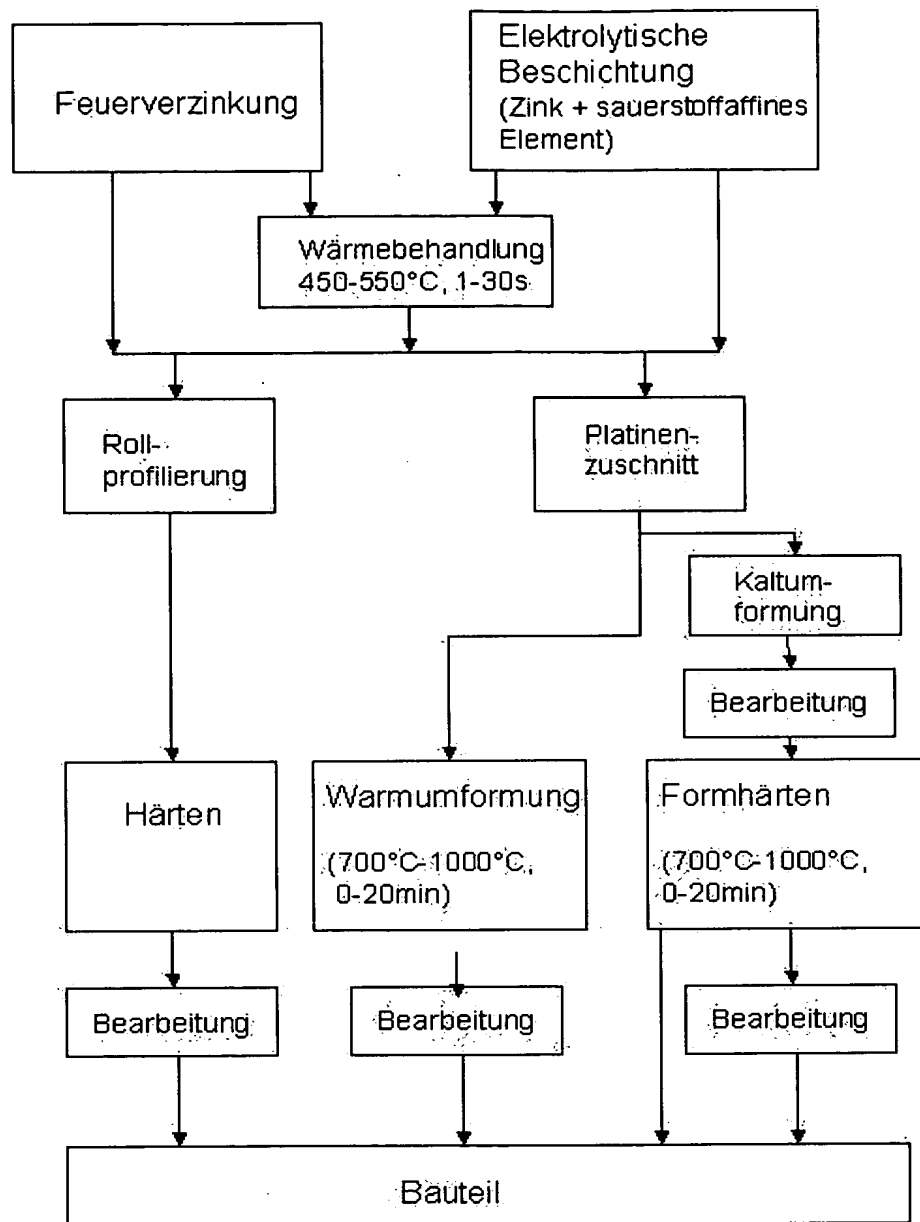 Feuerverzinkung
Elektrolytische
Beschichtung
(Zink + sauerstoffaffines
Element)
Wärmebehandlung
450-550°C, 1-30s
Roll-
profilierung
Platinen-
zuschnitt
Kaltum-
formung
Bearbeitung
Härten
Warmumformung
(700°C-1000°C,
0-20min)
Formhärten
(700°C-1000°C,
0-20min)
Bearbeitung
Bearbeitung
Bearbeitung
Bauteil